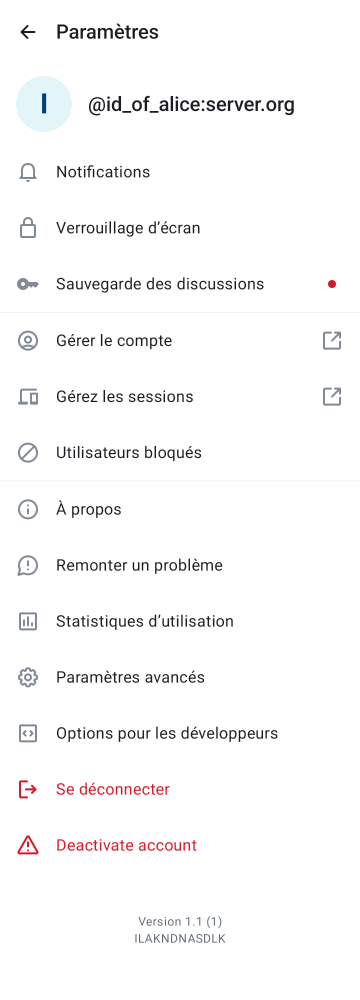 Paramètres
I
@id_of_alice:server.org
Notifications
Verrouillage d’écran
Sauvegarde des discussions
Gérer le compte
Gérez les sessions
Utilisateurs bloqués
À propos
Remonter un problème
Statistiques d’utilisation
Paramètres avancés
Options pour les développeurs
Se déconnecter
Deactivate account
Version 1.1 (1)
ILAKNDNASDLK